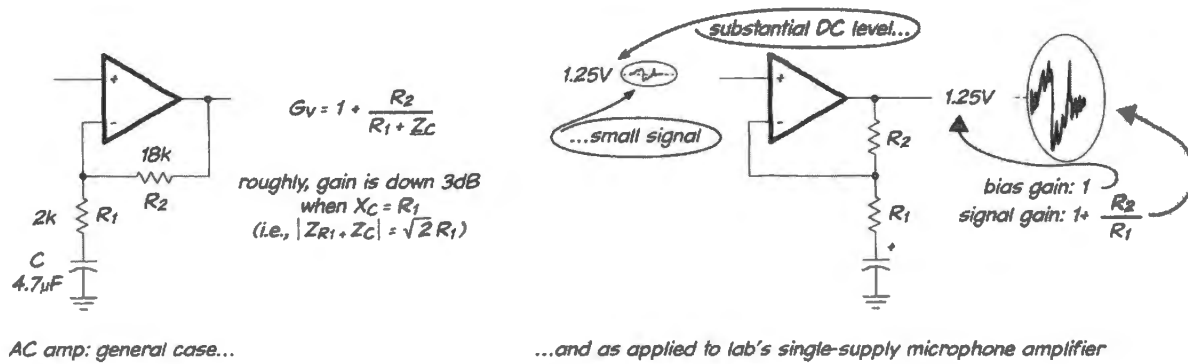 +
-
18k
R2
2k
R1
C
4.7µF
Gv = 1 + R2 / (R1 + ZC)
roughly, gain is down 3dB
when XC = R1
(i.e., |ZR1 + ZC| = √2 R1)
AC amp: general case...
substantial DC level...
1.25V
...small signal
+
-
R2
R1
+
1.25V
bias gain: 1
signal gain: 1+ R2/R1
...and as applied to lab's single-supply microphone amplifier